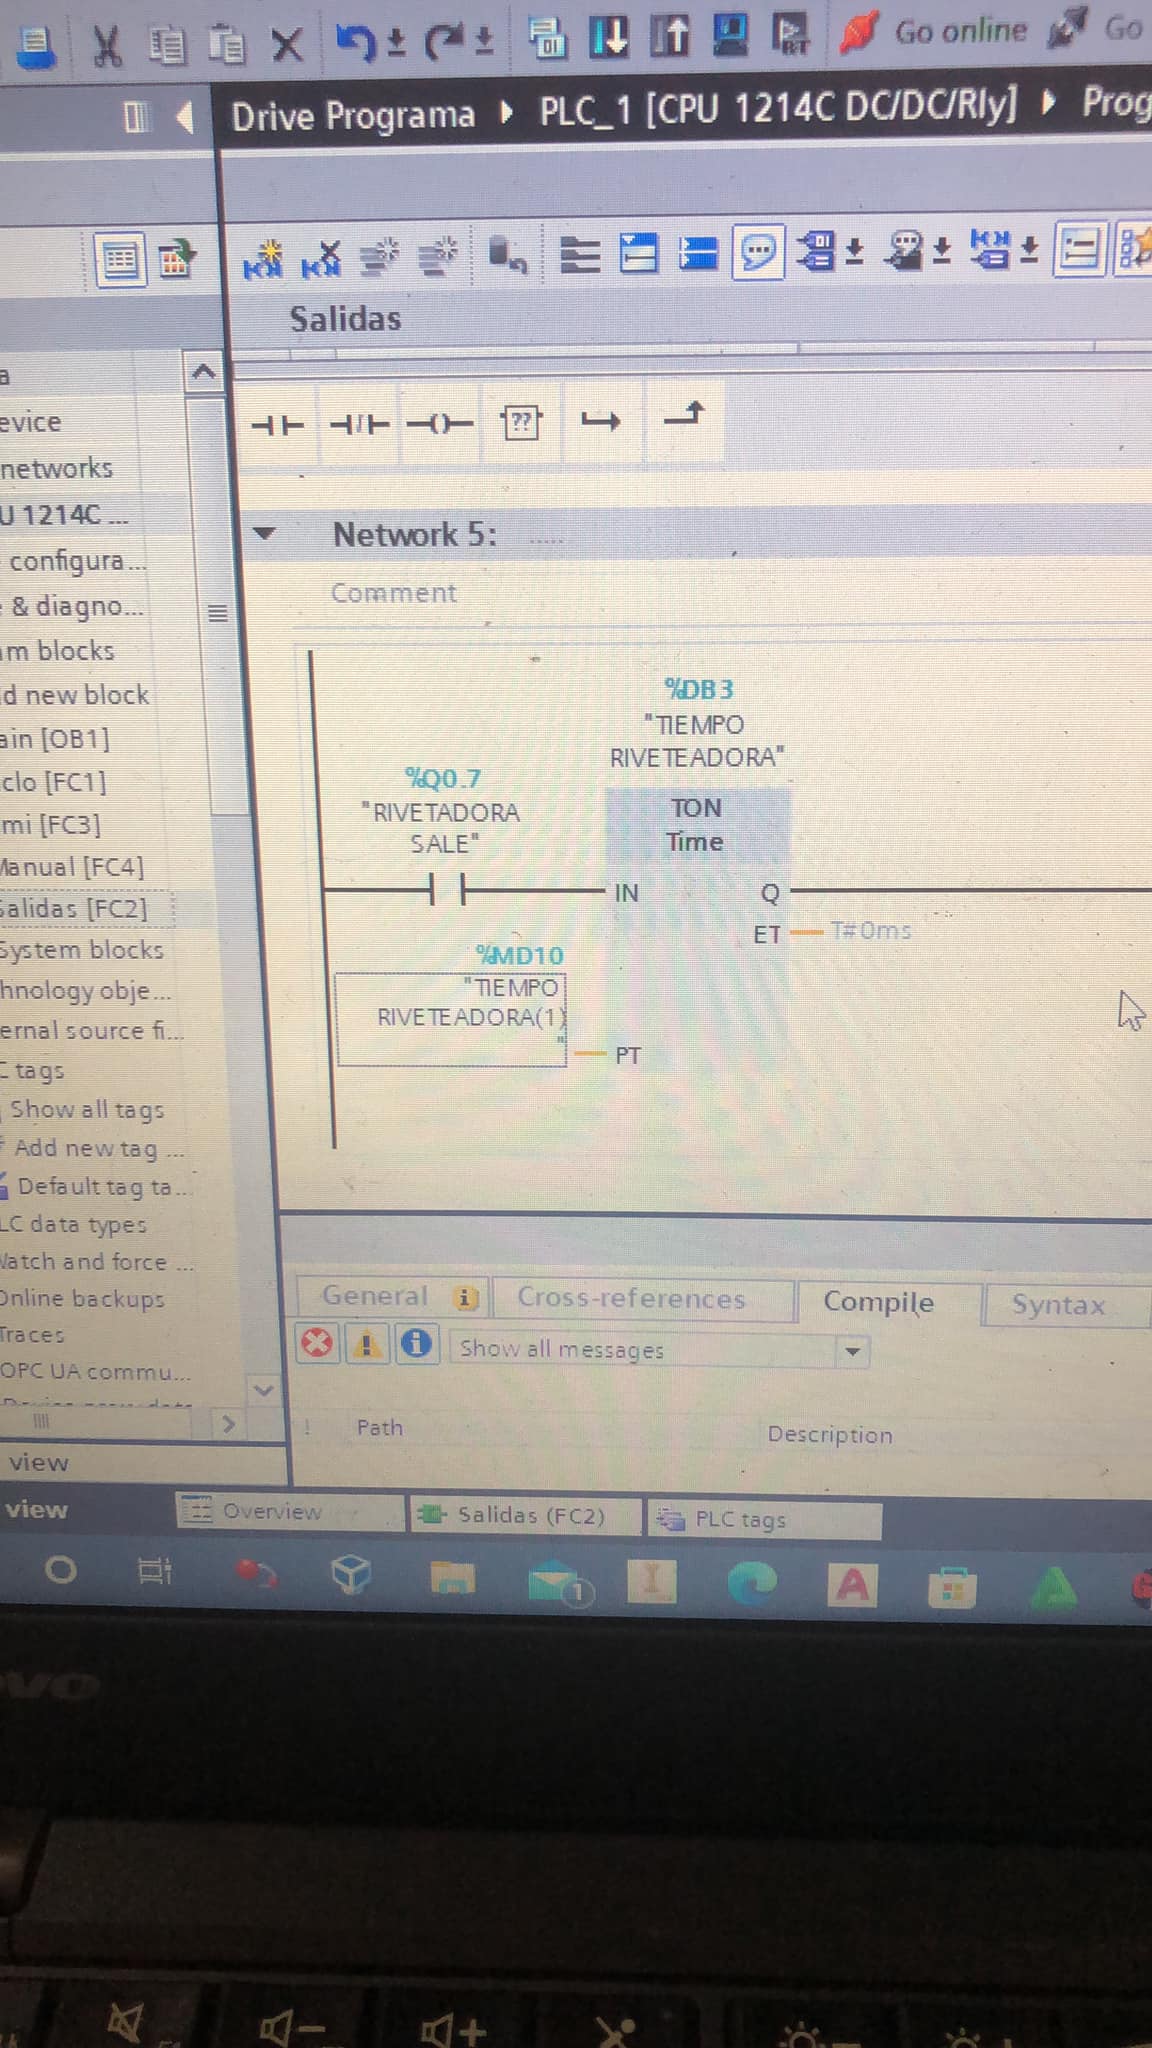 Go online
Go
Drive Programa PLC_1 [CPU 1214C DC/DC/Rly] Prog
Salidas
??
Network 5: .....
Comment
%DB3
"TIEMPO
RIVETEADORA"
TON
Time
%Q0.7
"RIVETADORA
SALE"
IN
Q
ET
T#0ms
%MD10
"TIEMPO
RIVETEADORA(1)
"
PT
a
evice
networks
U 1214C ...
configura...
& diagno...
m blocks
d new block
ain [OB1]
clo [FC1]
mi [FC3]
Manual [FC4]
Salidas [FC2]
System blocks
hnology obje...
ernal source fi...
C tags
Show all tags
Add new tag ...
Default tag ta...
LC data types
Watch and force ...
Online backups
Traces
OPC UA commu...
General
Cross-references
Compile
Syntax
Show all messages
! Path
Description
view
view
Overview
Salidas (FC2)
PLC tags
1
I
A
ovo